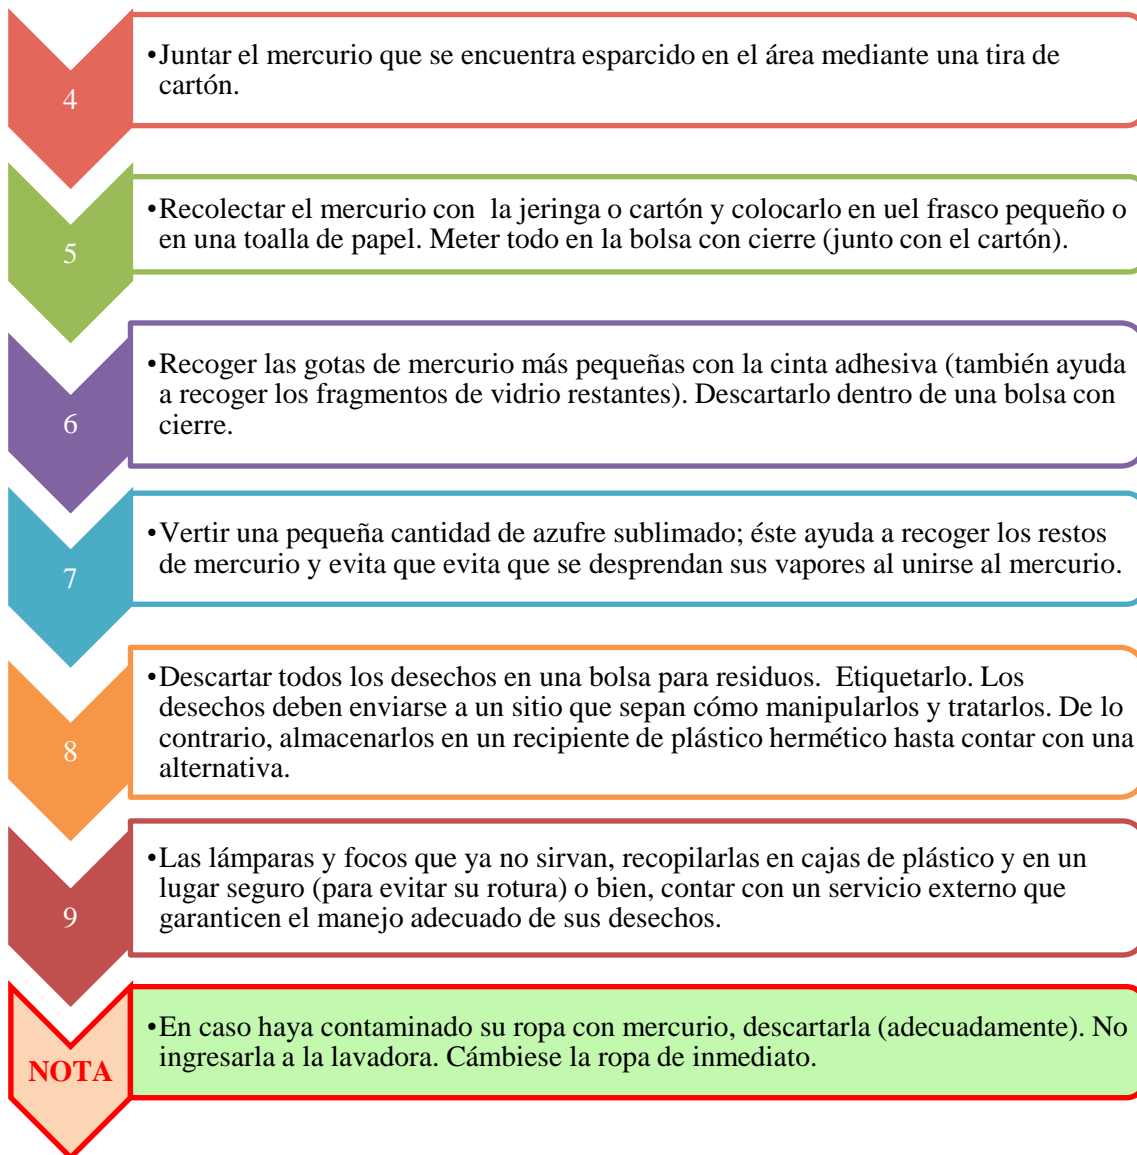 4
•Juntar el mercurio que se encuentra esparcido en el área mediante una tira de
cartón.
5
•Recolectar el mercurio con  la jeringa o cartón y colocarlo en uel frasco pequeño o
en una toalla de papel. Meter todo en la bolsa con cierre (junto con el cartón).
6
•Recoger las gotas de mercurio más pequeñas con la cinta adhesiva (también ayuda
a recoger los fragmentos de vidrio restantes). Descartarlo dentro de una bolsa con
cierre.
7
•Vertir una pequeña cantidad de azufre sublimado; éste ayuda a recoger los restos
de mercurio y evita que evita que se desprendan sus vapores al unirse al mercurio.
8
•Descartar todos los desechos en una bolsa para residuos.  Etiquetarlo. Los
desechos deben enviarse a un sitio que sepan cómo manipularlos y tratarlos. De lo
contrario, almacenarlos en un recipiente de plástico hermético hasta contar con una
alternativa.
9
•Las lámparas y focos que ya no sirvan, recopilarlas en cajas de plástico y en un
lugar seguro (para evitar su rotura) o bien, contar con un servicio externo que
garanticen el manejo adecuado de sus desechos.
NOTA
•En caso haya contaminado su ropa con mercurio, descartarla (adecuadamente). No
ingresarla a la lavadora. Cámbiese la ropa de inmediato.